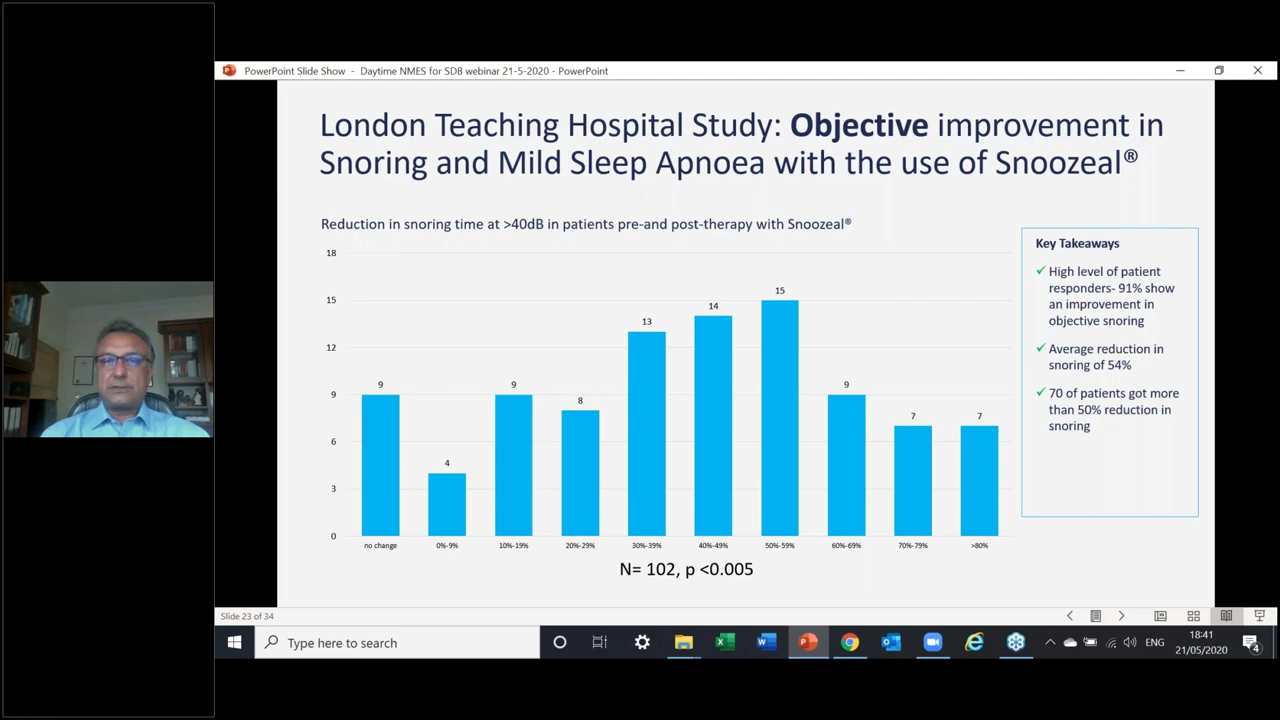 PowerPoint Slide Show - Daytime NMES for SDB webinar 21-5-2020 - PowerPoint
London Teaching Hospital Study: Objective improvement in
Snoring and Mild Sleep Apnoea with the use of Snoozeal®
Reduction in snoring time at >40dB in patients pre-and post-therapy with Snoozeal®
18
15
12
9
6
3
0
9
4
9
8
13
14
15
9
7
7
no change
0%-9%
10%-19%
20%-29%
30%-39%
40%-49%
50%-59%
60%-69%
70%-79%
>80%
N= 102, p <0.005
Key Takeaways
✓ High level of patient
responders- 91% show
an improvement in
objective snoring
✓ Average reduction in
snoring of 54%
✓ 70 of patients got more
than 50% reduction in
snoring
Slide 23 of 34
Type here to search
ENG
18:41
21/05/2020
4